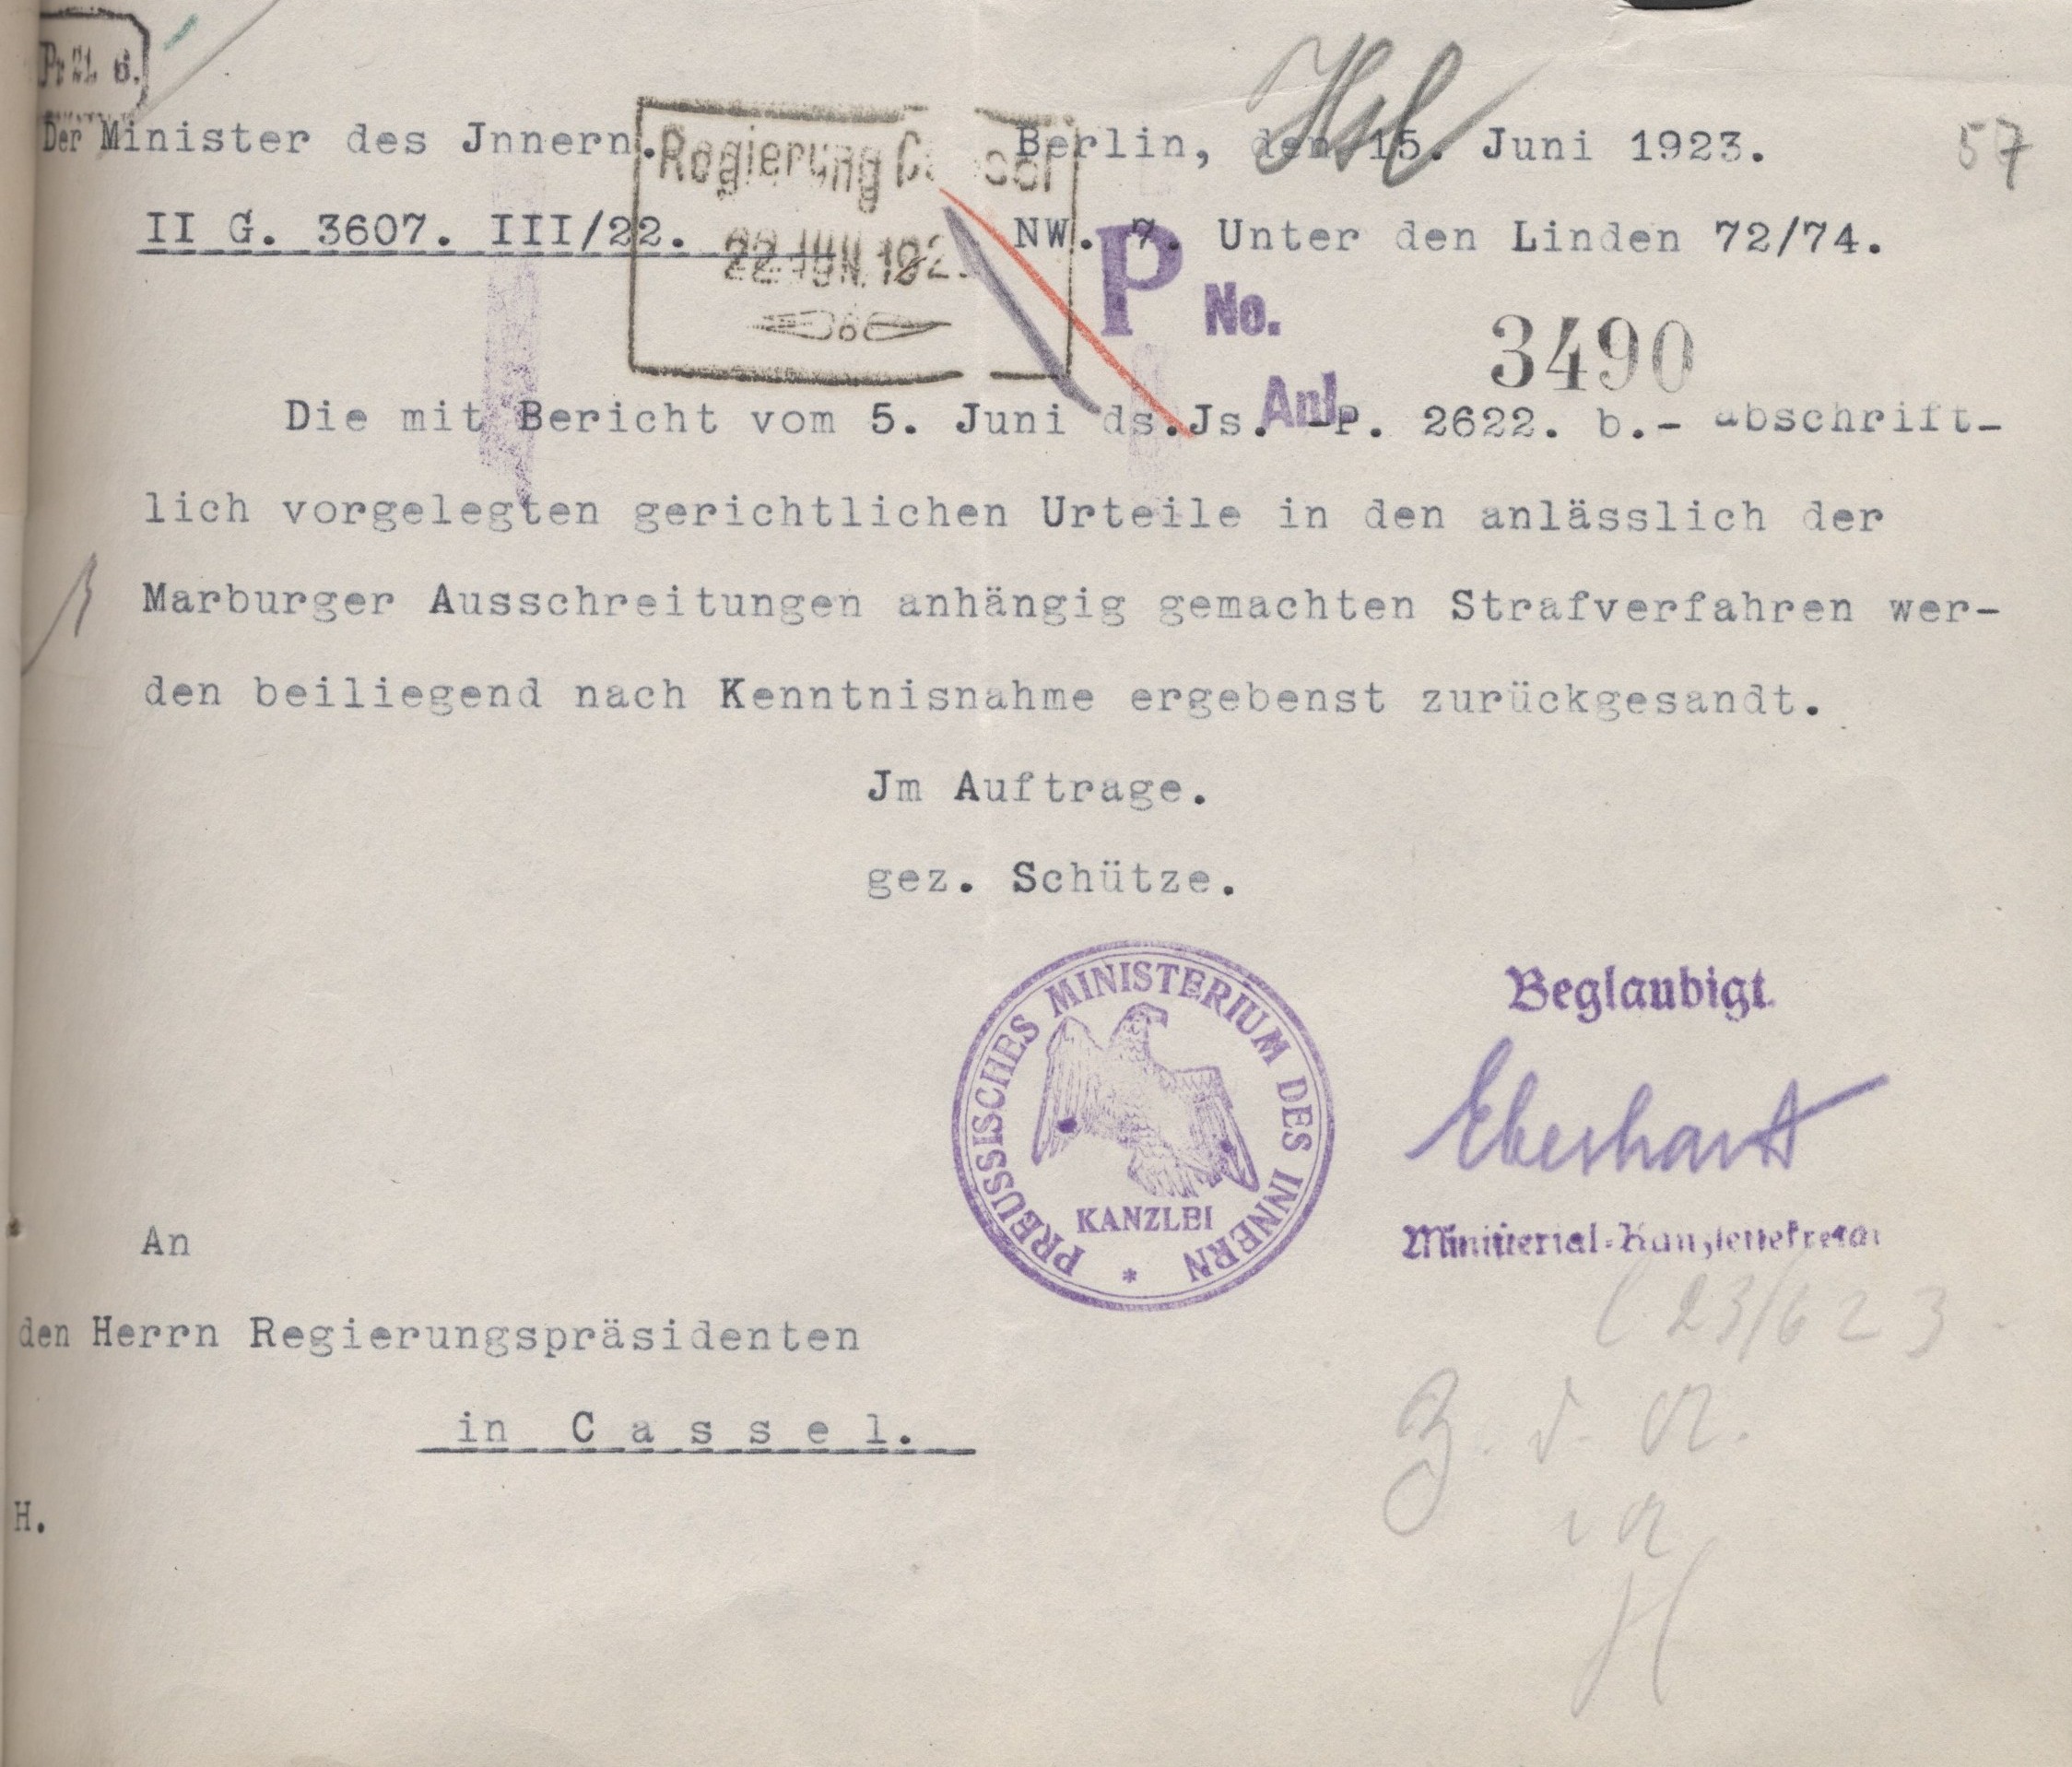 Pr 21. 6.
Der Minister des Jnnern.
Berlin, den 15. Juni 1923.
57
II G. 3607. III/22.
NW. 7. Unter den Linden 72/74.
Regierung Cassel
22 JUN. 192
P No. 3490
Anl.
Die mit Bericht vom 5. Juni ds.Js. -P. 2622. b.- abschrift-
lich vorgelegten gerichtlichen Urteile in den anlässlich der
Marburger Ausschreitungen anhängig gemachten Strafverfahren wer-
den beiliegend nach Kenntnisnahme ergebenst zurückgesandt.
Jm Auftrage.
gez. Schütze.
PREUSSISCHES MINISTERIUM DES INNERN
KANZLEI
*
Beglaubigt.
Eberhardt
Ministerial-Kanzleisekretär
An
den Herrn Regierungspräsidenten
in Cassel.
H.
23/6 23
Z. d. A.